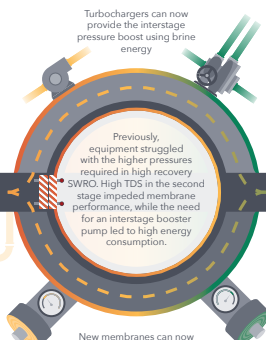 Turbochargers can now
provide the interstage
pressure boost using brine
energy
Previously,
equipment struggled
with the higher pressures
required in high recovery
SWRO. High TDS in the second
stage impeded membrane
performance, while the need
for an interstage booster
pump led to high energy
consumption.
New membranes can now